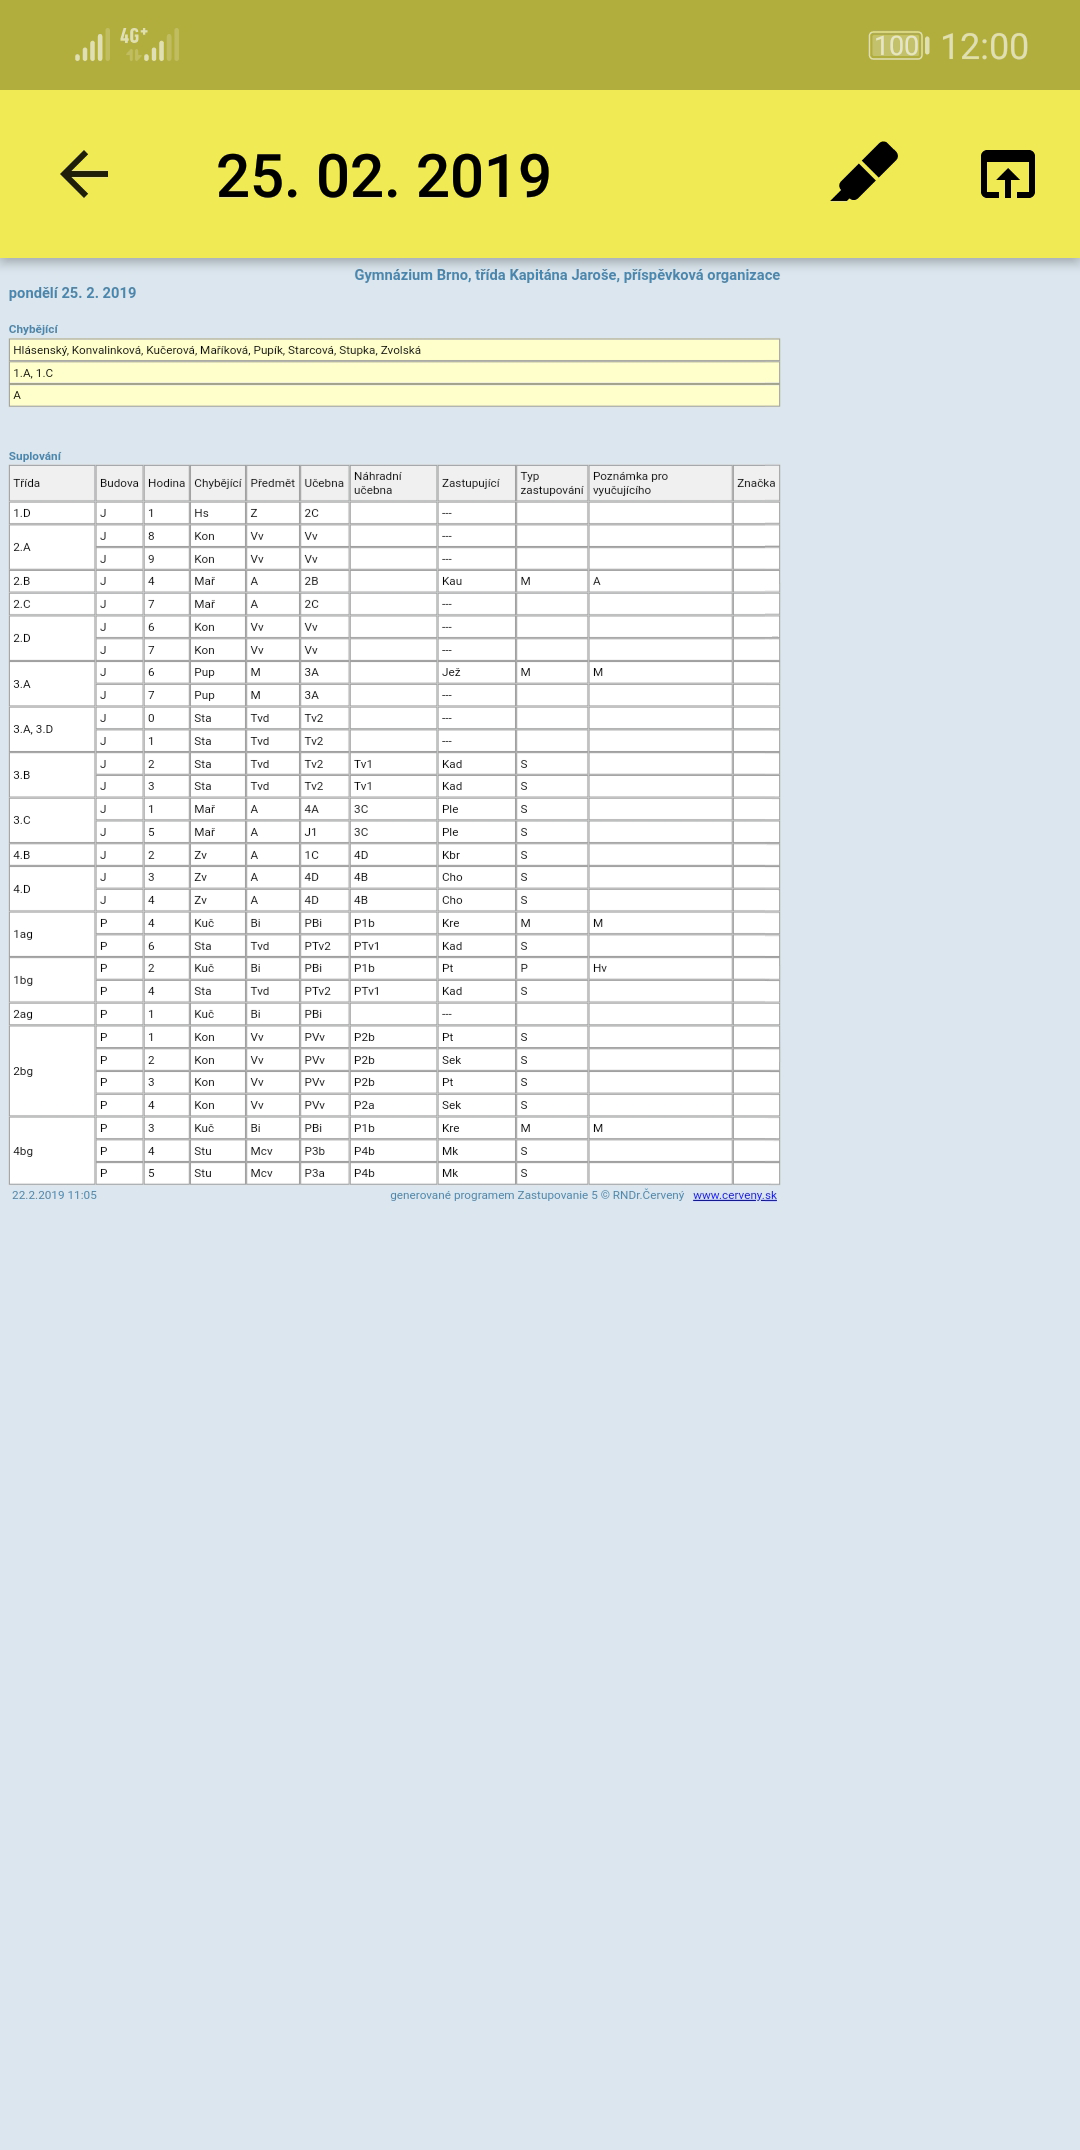 4G+
100 12:00
25. 02. 2019
Gymnázium Brno, třída Kapitána Jaroše, příspěvková organizace
pondělí 25. 2. 2019
Chybějící
Hlásenský, Konvalinková, Kučerová, Maříková, Pupík, Starcová, Stupka, Zvolská
1.A, 1.C
A
Suplování
Třída Budova Hodina Chybějící Předmět Učebna Náhradní učebna Zastupující Typ zastupování Poznámka pro vyučujícího Značka
1.D J 1 Hs Z 2C ---
2.A J 8 Kon Vv Vv ---
J 9 Kon Vv Vv ---
2.B J 4 Mař A 2B Kau M A
2.C J 7 Mař A 2C ---
2.D J 6 Kon Vv Vv ---
J 7 Kon Vv Vv ---
3.A J 6 Pup M 3A Jež M M
J 7 Pup M 3A ---
3.A, 3.D J 0 Sta Tvd Tv2 ---
J 1 Sta Tvd Tv2 ---
3.B J 2 Sta Tvd Tv2 Tv1 Kad S
J 3 Sta Tvd Tv2 Tv1 Kad S
3.C J 1 Mař A 4A 3C Ple S
J 5 Mař A J1 3C Ple S
4.B J 2 Zv A 1C 4D Kbr S
4.D J 3 Zv A 4D 4B Cho S
J 4 Zv A 4D 4B Cho S
1ag P 4 Kuč Bi PBi P1b Kre M M
P 6 Sta Tvd PTv2 PTv1 Kad S
1bg P 2 Kuč Bi PBi P1b Pt P Hv
P 4 Sta Tvd PTv2 PTv1 Kad S
2ag P 1 Kuč Bi PBi ---
2bg P 1 Kon Vv PVv P2b Pt S
P 2 Kon Vv PVv P2b Sek S
P 3 Kon Vv PVv P2b Pt S
P 4 Kon Vv PVv P2a Sek S
4bg P 3 Kuč Bi PBi P1b Kre M M
P 4 Stu Mcv P3b P4b Mk S
P 5 Stu Mcv P3a P4b Mk S
22.2.2019 11:05 generované programem Zastupovanie 5 © RNDr.Červený www.cerveny.sk